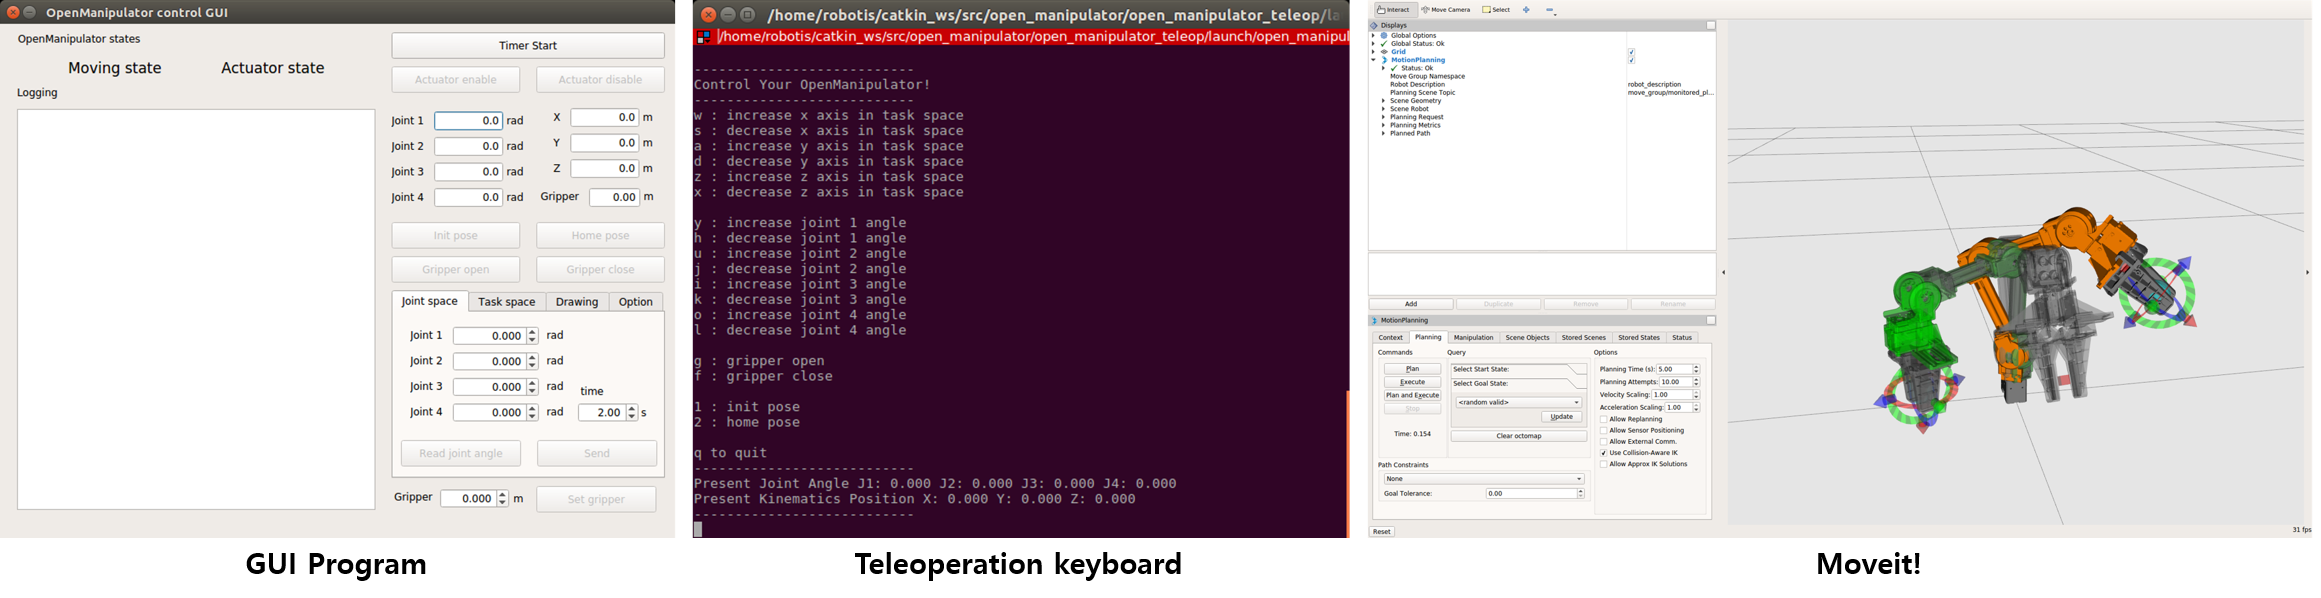 OpenManipulator control GUI
OpenManipulator states
Moving state Actuator state
Logging
Timer Start
Actuator enable Actuator disable
Joint 1 0.0 rad X 0.0 m
Joint 2 0.0 rad Y 0.0 m
Joint 3 0.0 rad Z 0.0 m
Joint 4 0.0 rad Gripper 0.00 m
Init pose Home pose
Gripper open Gripper close
Joint space Task space Drawing Option
Joint 1 0.000 rad
Joint 2 0.000 rad
Joint 3 0.000 rad time
Joint 4 0.000 rad 2.00 s
Read joint angle Send
Gripper 0.000 m Set gripper
GUI Program
/home/robotis/catkin_ws/src/open_manipulator/open_manipulator_teleop/la
/home/robotis/catkin_ws/src/open_manipulator/open_manipulator_teleop/launch/open_manipul
---------------------------
Control Your OpenManipulator!
---------------------------
w : increase x axis in task space
s : decrease x axis in task space
a : increase y axis in task space
d : decrease y axis in task space
z : increase z axis in task space
x : decrease z axis in task space
y : increase joint 1 angle
h : decrease joint 1 angle
u : increase joint 2 angle
j : decrease joint 2 angle
i : increase joint 3 angle
k : decrease joint 3 angle
o : increase joint 4 angle
l : decrease joint 4 angle
g : gripper open
f : gripper close
1 : init pose
2 : home pose
q to quit
---------------------------
Present Joint Angle J1: 0.000 J2: 0.000 J3: 0.000 J4: 0.000
Present Kinematics Position X: 0.000 Y: 0.000 Z: 0.000
---------------------------
Teleoperation keyboard
Interact Move Camera Select
Displays
Global Options
Global Status: Ok
Grid
MotionPlanning
Status: Ok
Move Group Namespace
Robot Description robot_description
Planning Scene Topic move_group/monitored_pl...
Scene Geometry
Scene Robot
Planning Request
Planning Metrics
Planned Path
Add Duplicate Remove Rename
MotionPlanning
Context Planning Manipulation Scene Objects Stored Scenes Stored States Status
Commands Query Options
Plan Select Start State: Planning Time (s): 5.00
Execute Select Goal State: Planning Attempts: 10.00
Plan and Execute Velocity Scaling: 1.00
Stop <random valid> Acceleration Scaling: 1.00
Update Allow Replanning
Time: 0.154 Clear octomap Allow Sensor Positioning
Allow External Comm.
Use Collision-Aware IK
Path Constraints Allow Approx IK Solutions
None
Goal Tolerance: 0.00
Reset
31 fps
Moveit!